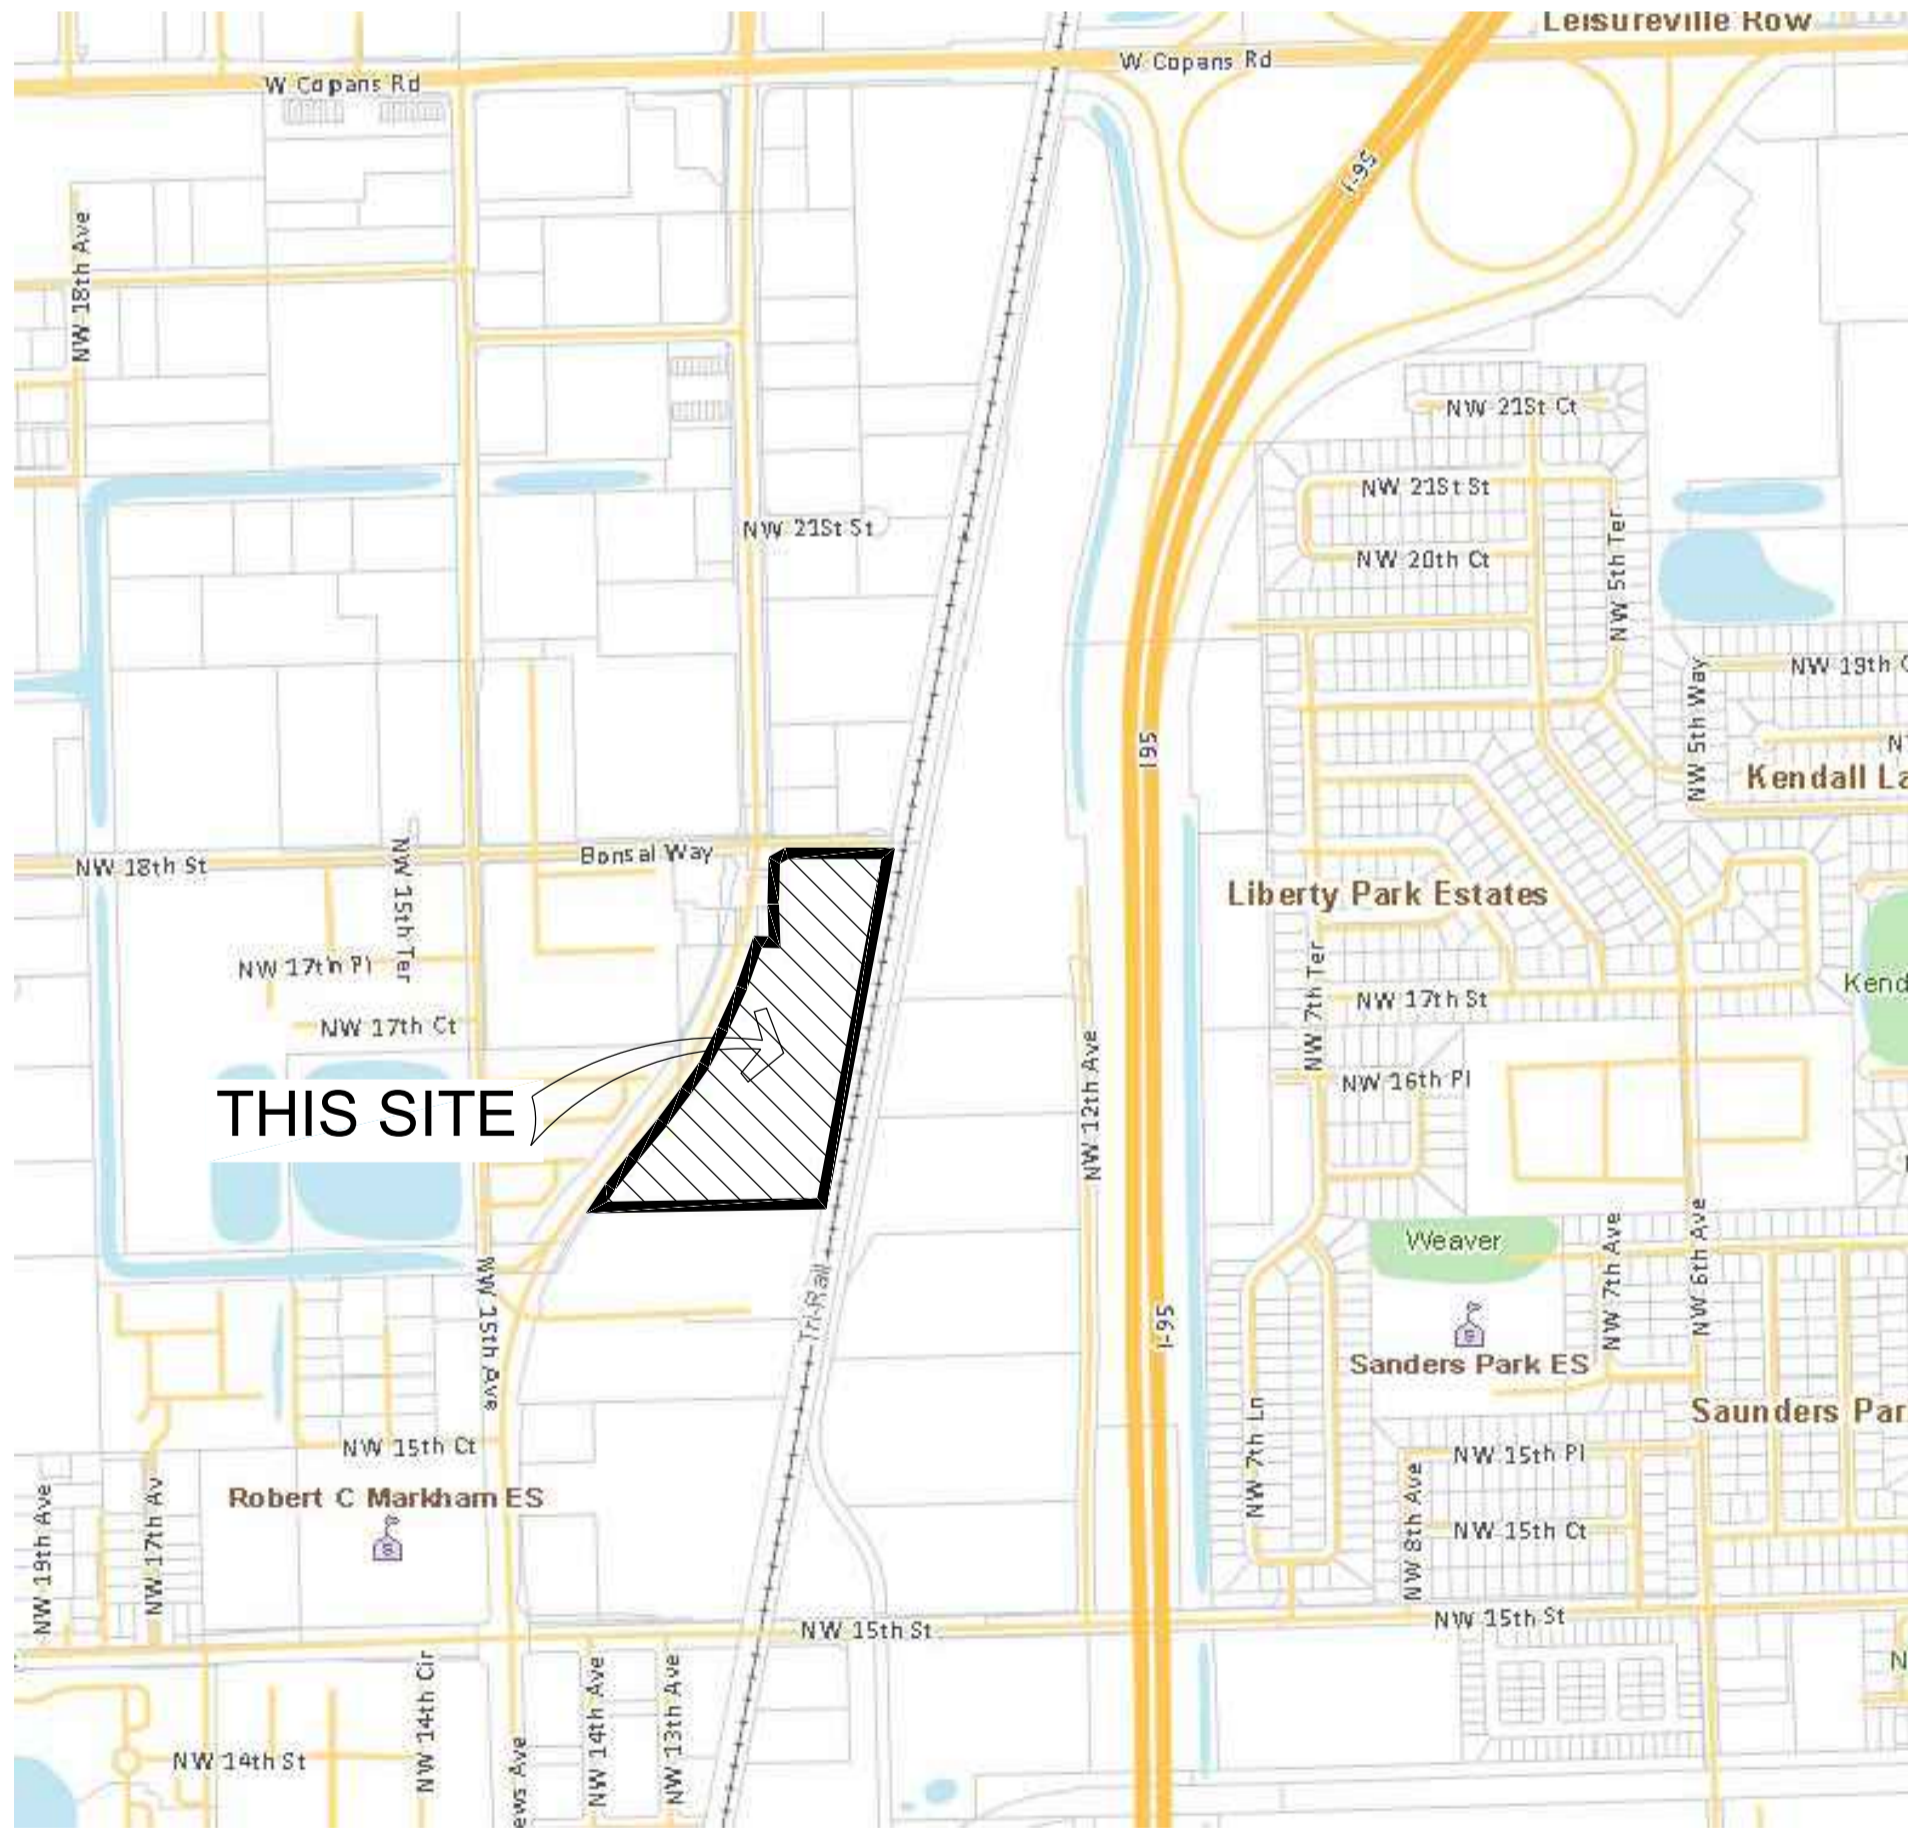 Leisureville Row
W Copans Rd
W Copans Rd
I-95
NW 18th Ave
NW 21St Ct
NW 21St St
NW 21St St
NW 20th Ct
NW 5th Ter
NW 19th
NW 5th Way
I 95
Kendall La
Bonsal Way
NW 18th St
NW 15th Ter
Liberty Park Estates
NW 17th Pl
NW 7th Ter
Kend
NW 17th St
NW 17th Ct
NW 16th Pl
THIS SITE
NW 12th Ave
Weaver
NW 7th Ave
NW 6th Ave
Tri-Rail
NW 15th Ave
I-95
Sanders Park ES
Saunders Par
NW 15th Ct
NW 7th Ln
NW 15th Pl
NW 8th Ave
Robert C Markham ES
NW 19th Ave
NW 17th Av
NW 15th Ct
NW 15th St
NW 15th St
NW 14th Cir
NW 14th Ave
NW 13th Ave
NW 14th St
ews Ave